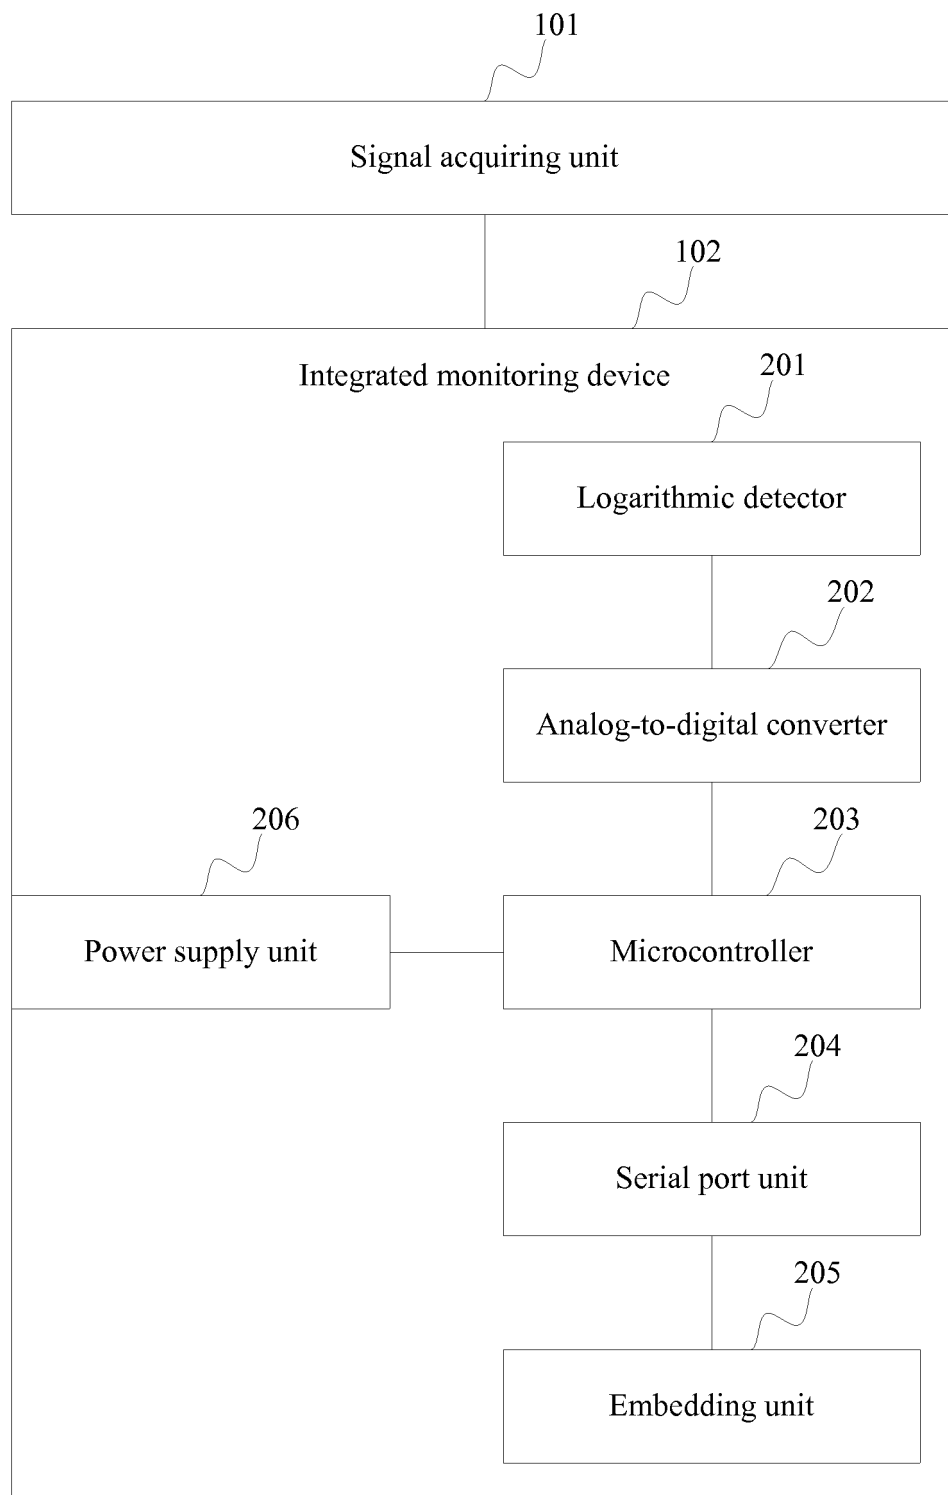 101
Signal acquiring unit
102
Integrated monitoring device
201
Logarithmic detector
202
Analog-to-digital converter
206
203
Power supply unit
Microcontroller
204
Serial port unit
205
Embedding unit